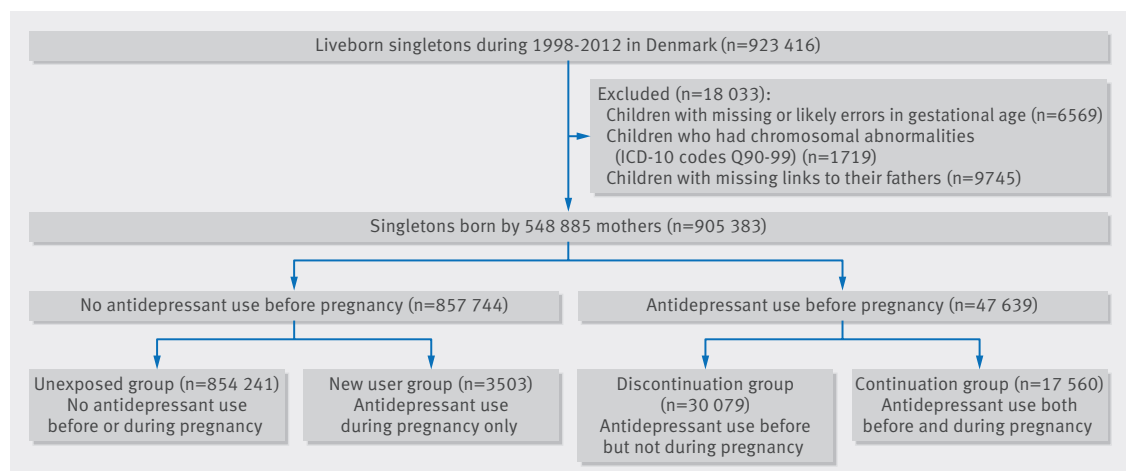 Liveborn singletons during 1998-2012 in Denmark (n=923 416)
Excluded (n=18 033):
Children with missing or likely errors in gestational age (n=6569)
Children who had chromosomal abnormalities
(ICD-10 codes Q90-99) (n=1719)
Children with missing links to their fathers (n=9745)
Singletons born by 548 885 mothers (n=905 383)
No antidepressant use before pregnancy (n=857 744)
Antidepressant use before pregnancy (n=47 639)
Unexposed group (n=854 241)
No antidepressant use
before or during pregnancy
New user group (n=3503)
Antidepressant use
during pregnancy only
Discontinuation group
(n=30 079)
Antidepressant use before
but not during pregnancy
Continuation group (n=17 560)
Antidepressant use both
before and during pregnancy